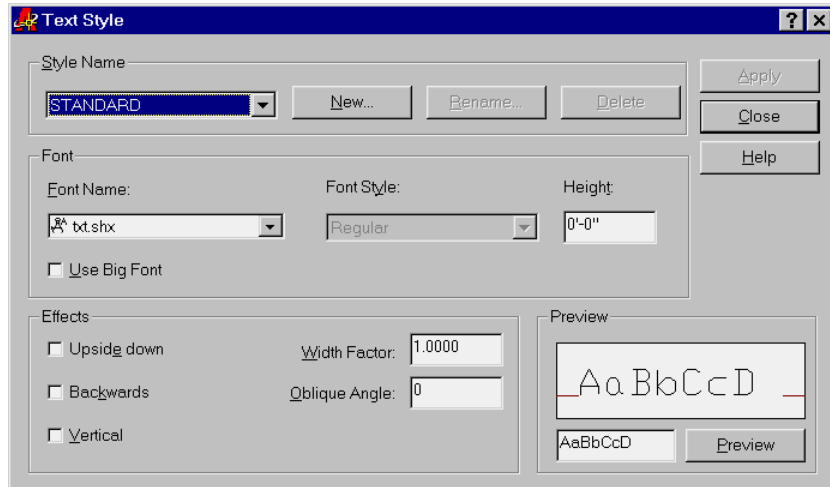 Text Style
Style Name
STANDARD
New...
Rename...
Delete
Apply
Close
Help
Font
Font Name:
Font Style:
Height:
txt.shx
Regular
0'-0"
Use Big Font
Effects
Upside down
Width Factor:
1.0000
Backwards
Oblique Angle:
0
Vertical
Preview
AaBbCcD
AaBbCcD
Preview